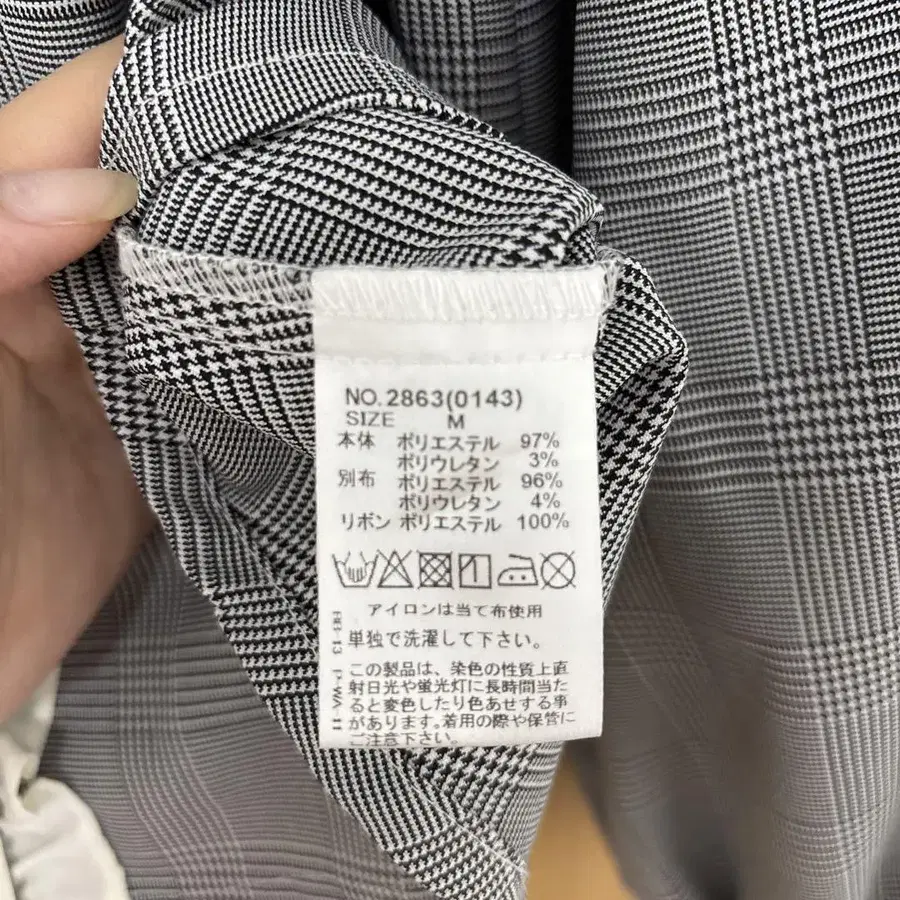 NO.2863(0143)
SIZE M
本体 ポリエステル 97%
ポリウレタン 3%
別布 ポリエステル 96%
ポリウレタン 4%
リボン ポリエステル 100%
アイロンは当て布使用
単独で洗濯して下さい。
この製品は、染色の性質上直
射日光や蛍光灯に長時間当た
ると変色したり色あせする事
があります。着用の際や保管に
ご注意下さい。